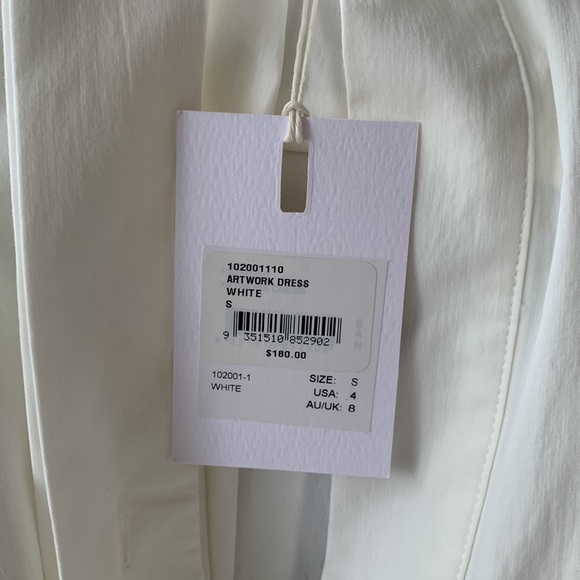 102001110
ARTWORK DRESS
WHITE
S
9 351510 852902
$180.00
102001-1 SIZE: S
WHITE USA: 4
AU/UK: 8